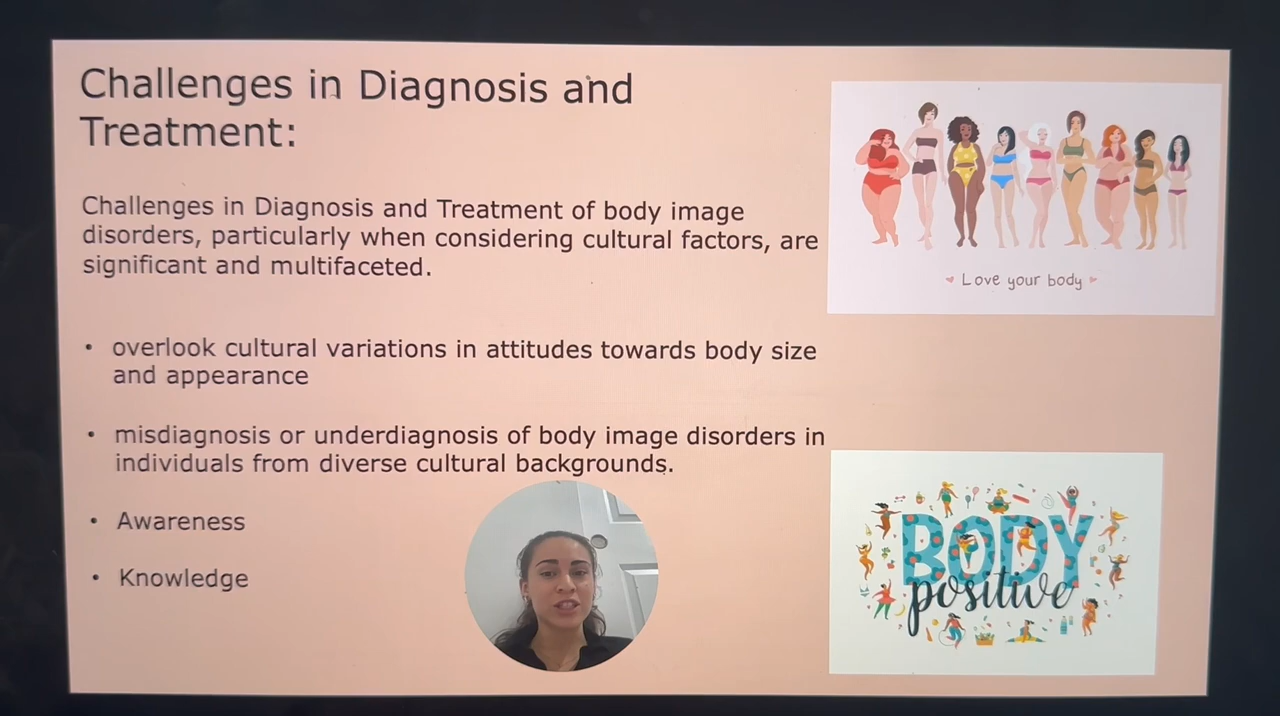 Challenges in Diagnosis and
Treatment:
Challenges in Diagnosis and Treatment of body image
disorders, particularly when considering cultural factors, are
significant and multifaceted.
• overlook cultural variations in attitudes towards body size
and appearance
• misdiagnosis or underdiagnosis of body image disorders in
individuals from diverse cultural backgrounds.
• Awareness
• Knowledge
Love your body
BODY
positive